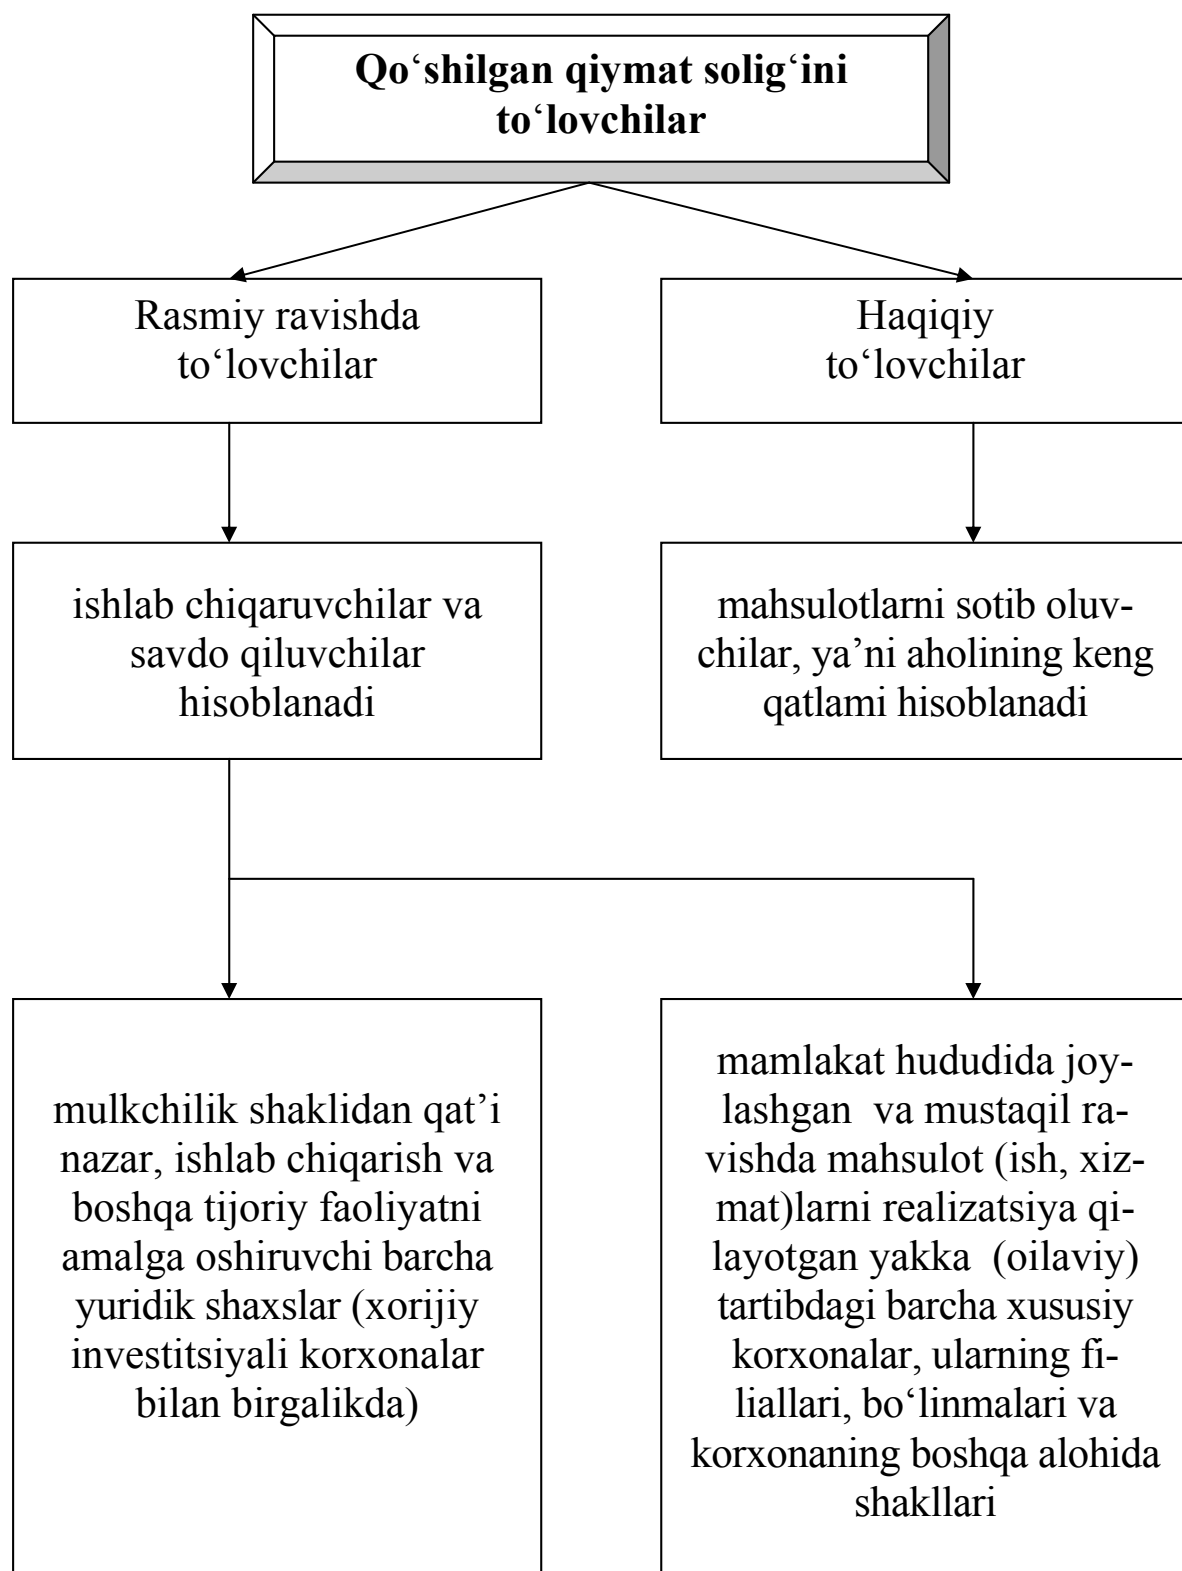 Qo‘shilgan qiymat solig‘ini
to‘lovchilar
Rasmiy ravishda
to‘lovchilar
Haqiqiy
to‘lovchilar
ishlab chiqaruvchilar va
savdo qiluvchilar
hisoblanadi
mahsulotlarni sotib oluv-
chilar, ya’ni aholining keng
qatlami hisoblanadi
mulkchilik shaklidan qat’i
nazar, ishlab chiqarish va
boshqa tijoriy faoliyatni
amalga oshiruvchi barcha
yuridik shaxslar (xorijiy
investitsiyali korxonalar
bilan birgalikda)
mamlakat hududida joy-
lashgan  va mustaqil ra-
vishda mahsulot (ish, xiz-
mat)larni realizatsiya qi-
layotgan yakka  (oilaviy)
tartibdagi barcha xususiy
korxonalar, ularning fi-
liallari, bo‘linmalari va
korxonaning boshqa alohida
shakllari